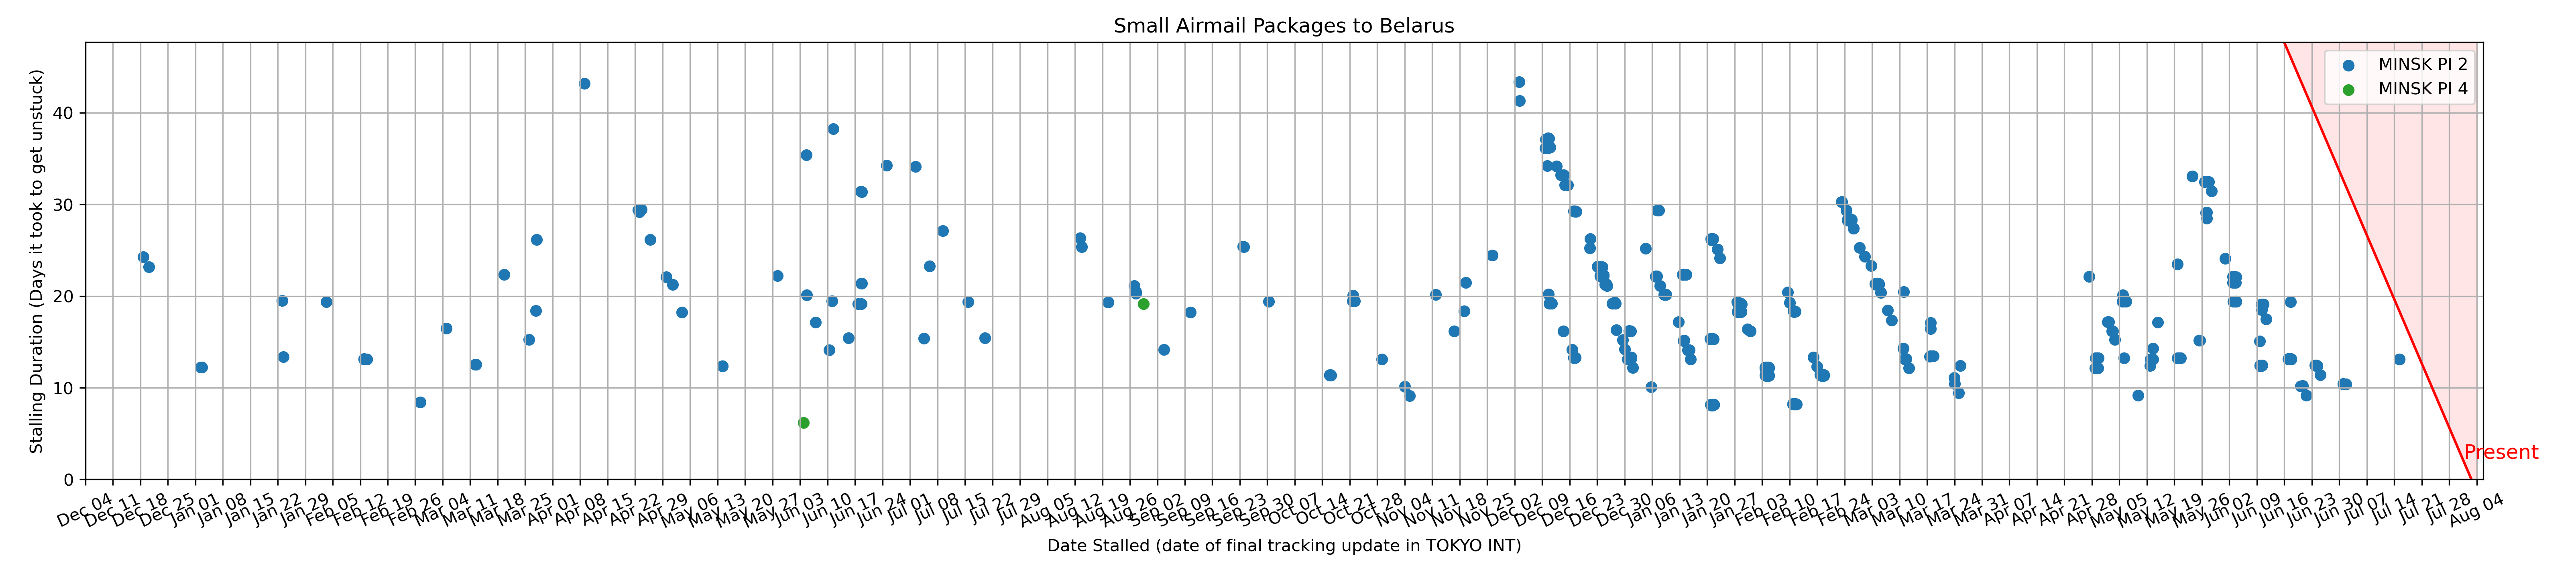 Small Airmail Packages to Belarus
MINSK PI 2
MINSK PI 4
Stalling Duration (Days it took to get unstuck)
40
30
20
10
0
Present
Dec 04
Dec 11
Dec 18
Dec 25
Jan 01
Jan 08
Jan 15
Jan 22
Jan 29
Feb 05
Feb 12
Feb 19
Feb 26
Mar 04
Mar 11
Mar 18
Mar 25
Apr 01
Apr 08
Apr 15
Apr 22
Apr 29
May 06
May 13
May 20
May 27
Jun 03
Jun 10
Jun 17
Jun 24
Jul 01
Jul 08
Jul 15
Jul 22
Jul 29
Aug 05
Aug 12
Aug 19
Aug 26
Sep 02
Sep 09
Sep 16
Sep 23
Sep 30
Oct 07
Oct 14
Oct 21
Oct 28
Nov 04
Nov 11
Nov 18
Nov 25
Dec 02
Dec 09
Dec 16
Dec 23
Dec 30
Jan 06
Jan 13
Jan 20
Jan 27
Feb 03
Feb 10
Feb 17
Feb 24
Mar 03
Mar 10
Mar 17
Mar 24
Mar 31
Apr 07
Apr 14
Apr 21
Apr 28
May 05
May 12
May 19
May 26
Jun 02
Jun 09
Jun 16
Jun 23
Jun 30
Jul 07
Jul 14
Jul 21
Jul 28
Aug 04
Date Stalled (date of final tracking update in TOKYO INT)